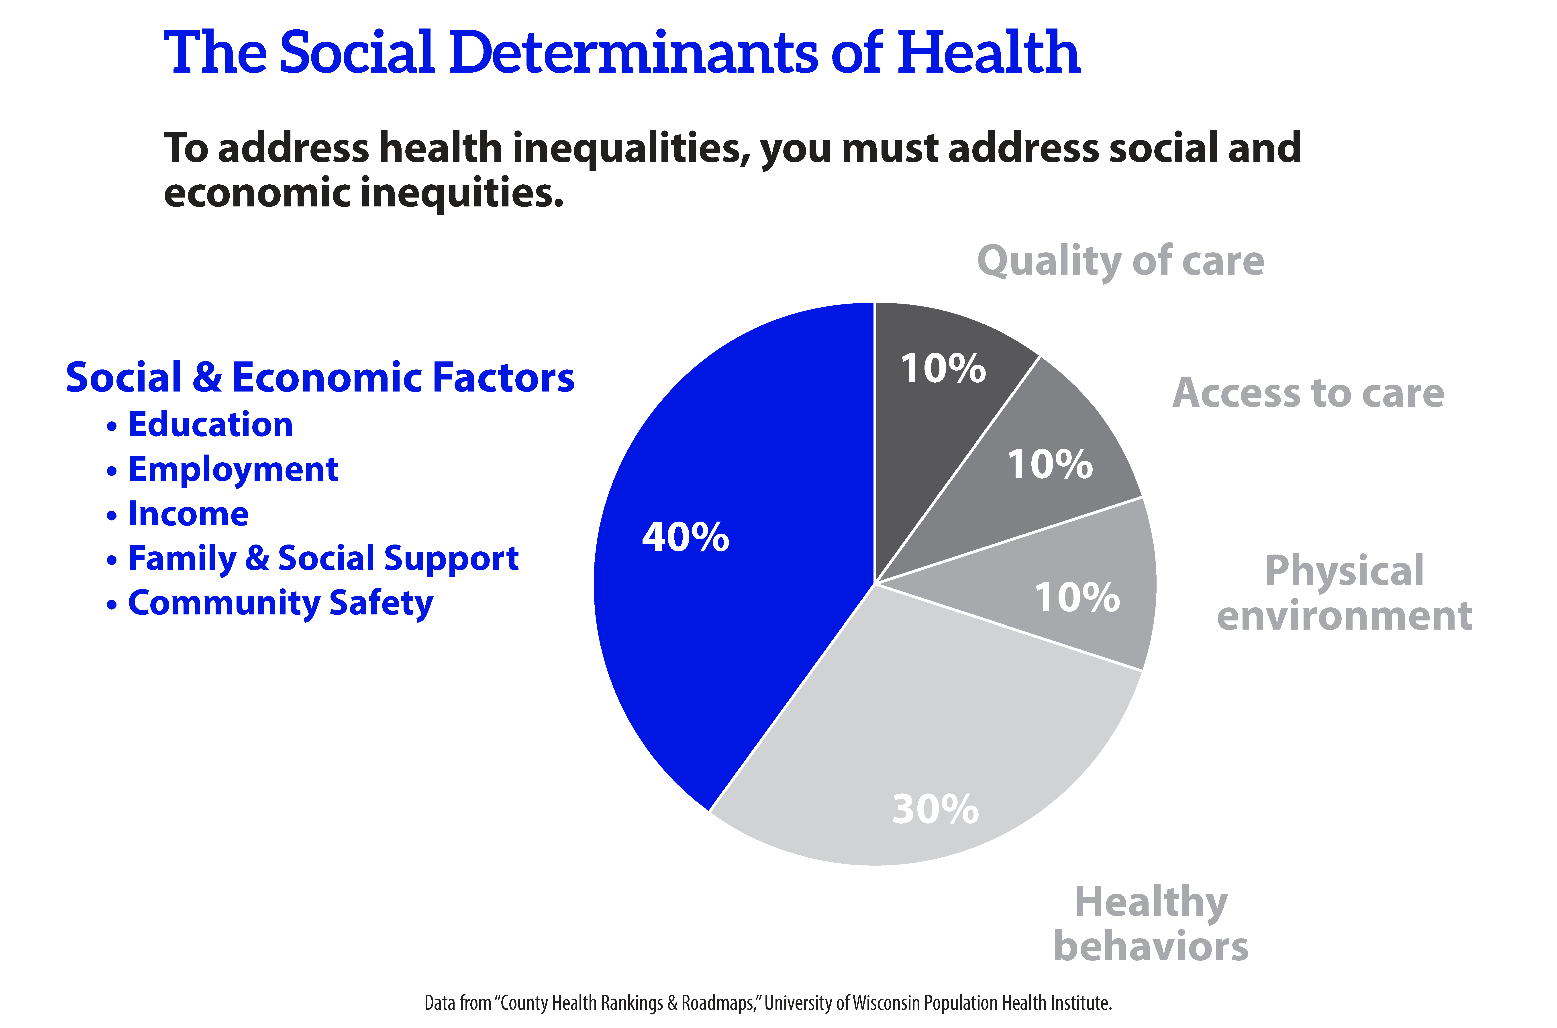 The Social Determinants of Health
To address health inequalities, you must address social and
economic inequities.
Quality of care
Social & Economic Factors
• Education
• Employment
• Income
• Family & Social Support
• Community Safety
10%
Access to care
10%
40%
Physical
environment
10%
30%
Healthy
behaviors
Data from “County Health Rankings & Roadmaps,” University of Wisconsin Population Health Institute.